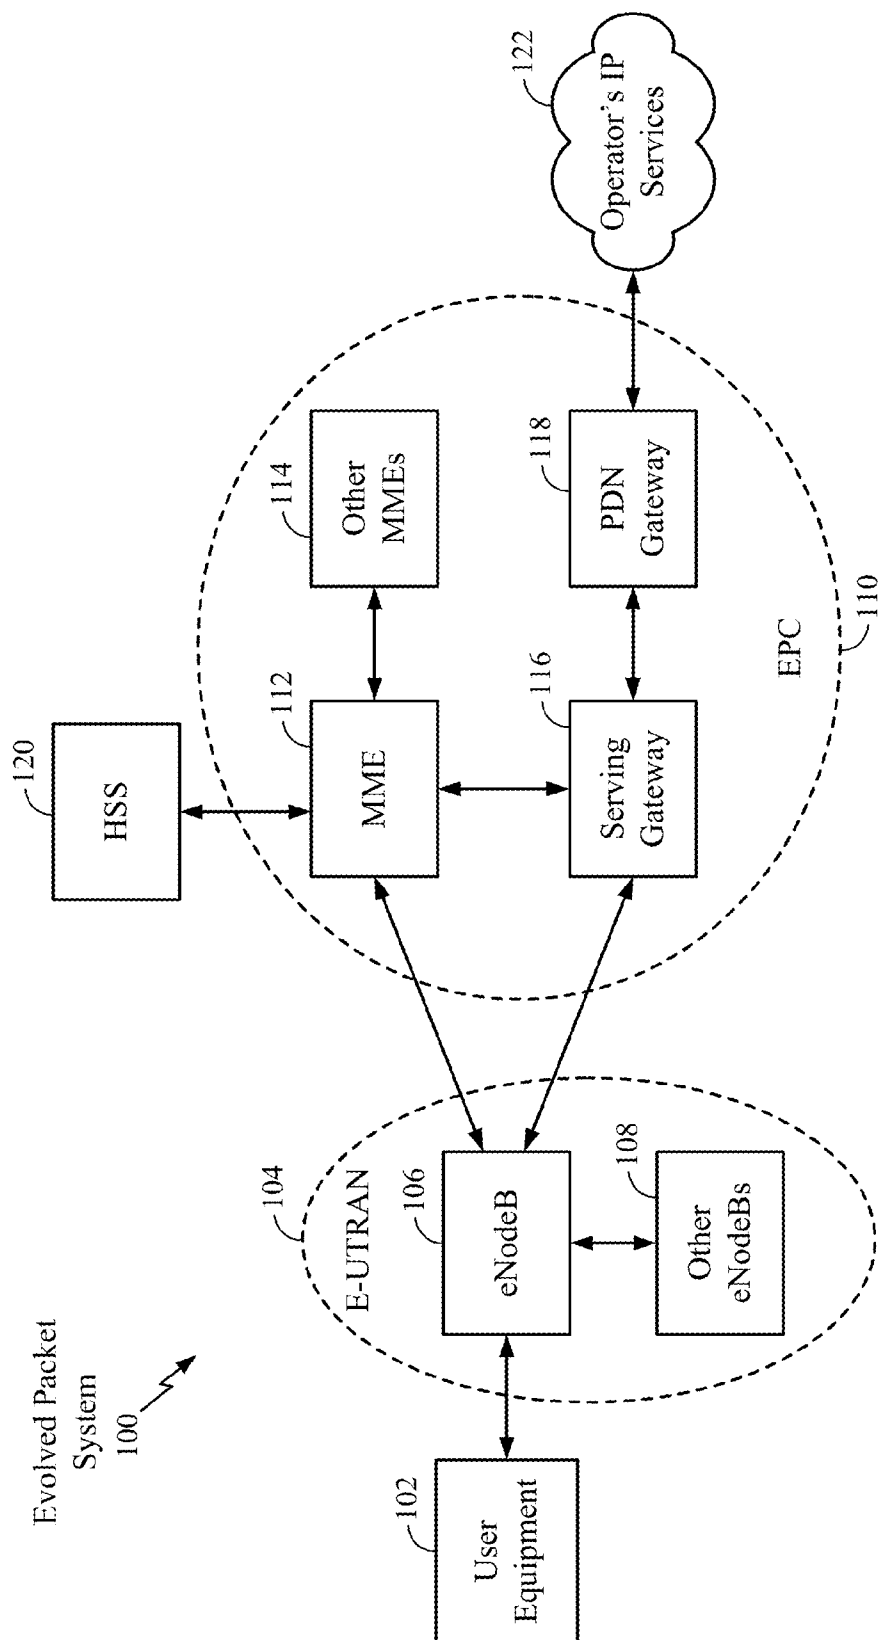 Evolved Packet
System
100
102
User
Equipment
104
E-UTRAN
106
eNodeB
108
Other
eNodeBs
120
HSS
112
MME
114
Other
MMEs
116
Serving
Gateway
118
PDN
Gateway
EPC
110
122
Operator's IP
Services